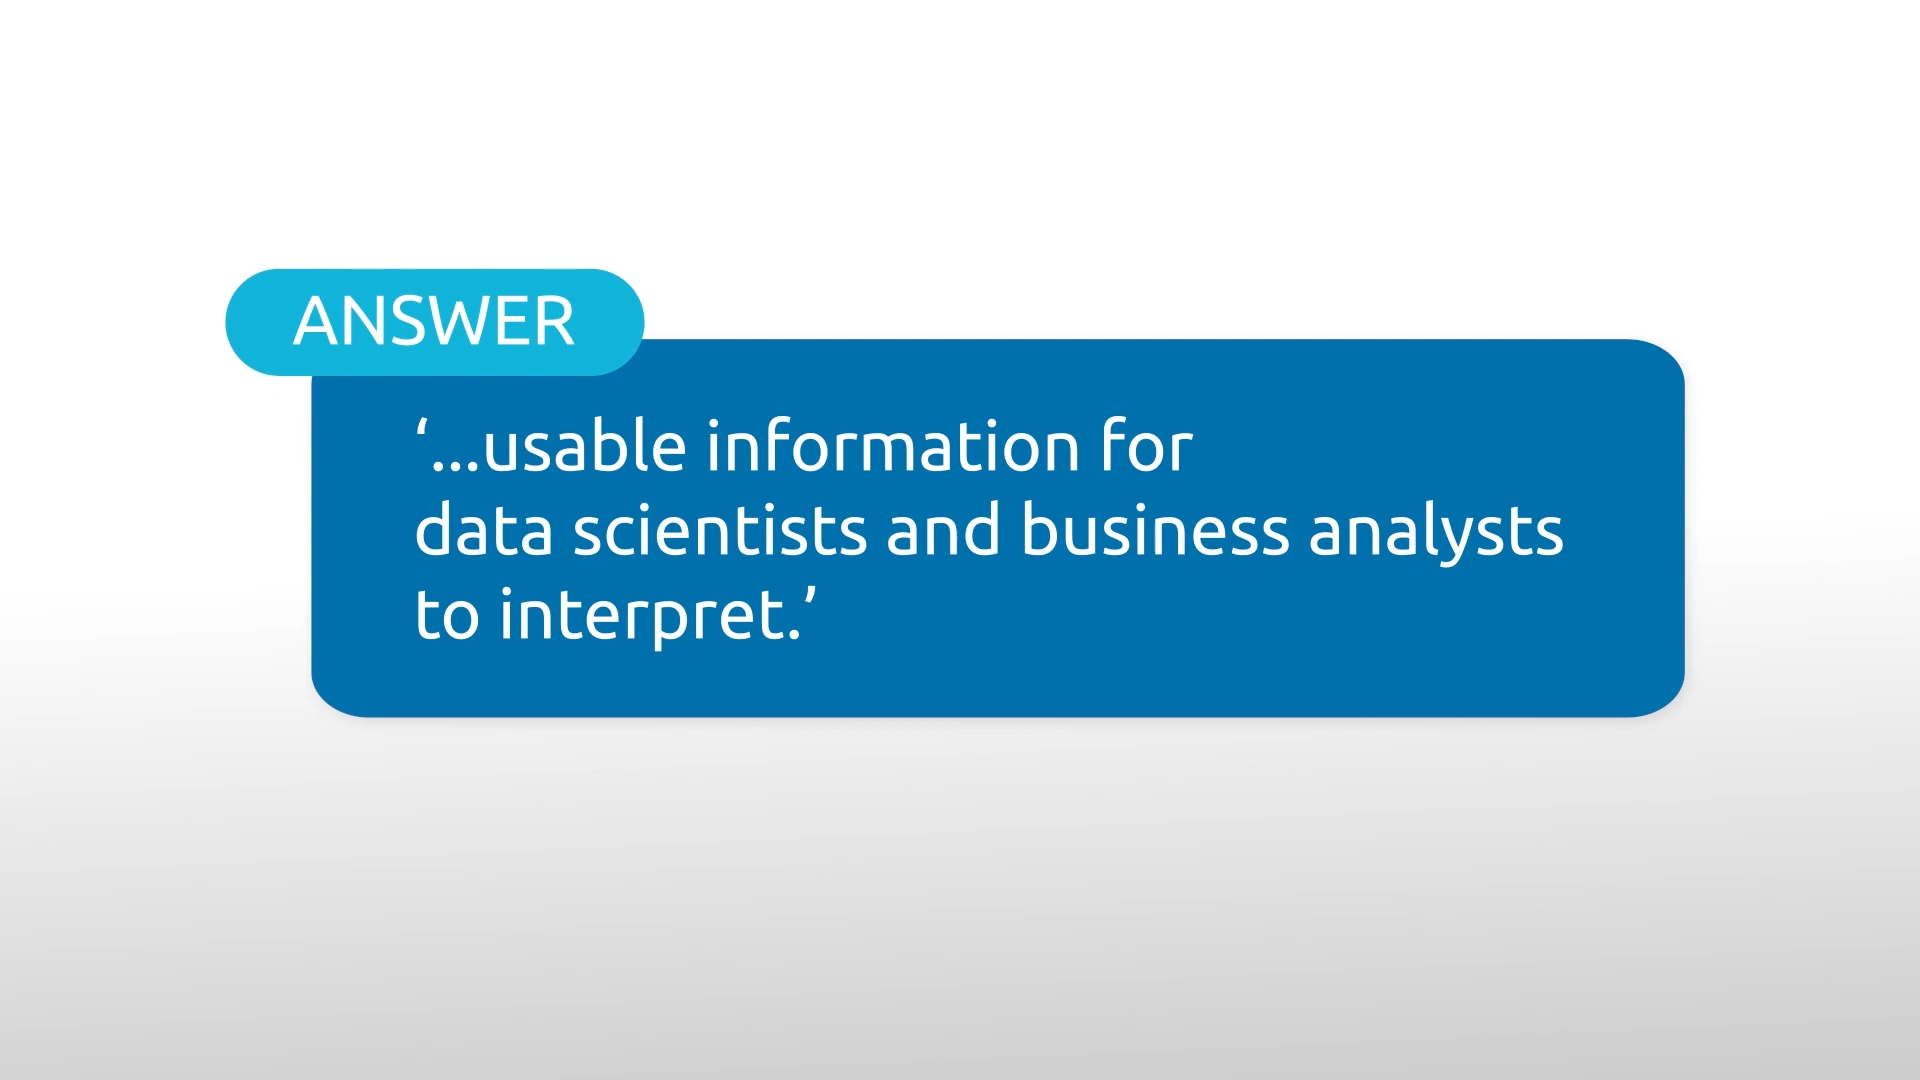 ANSWER
‘...usable information for
data scientists and business analysts
to interpret.’